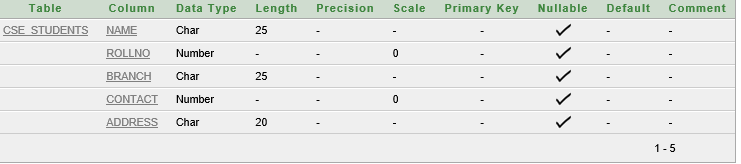 Table Column Data Type Length Precision Scale Primary Key Nullable Default Comment
CSE_STUDENTS NAME Char 25 - - - - -
ROLLNO Number - - 0 - - -
BRANCH Char 25 - - - - -
CONTACT Number - - 0 - - -
ADDRESS Char 20 - - - - -
1 - 5